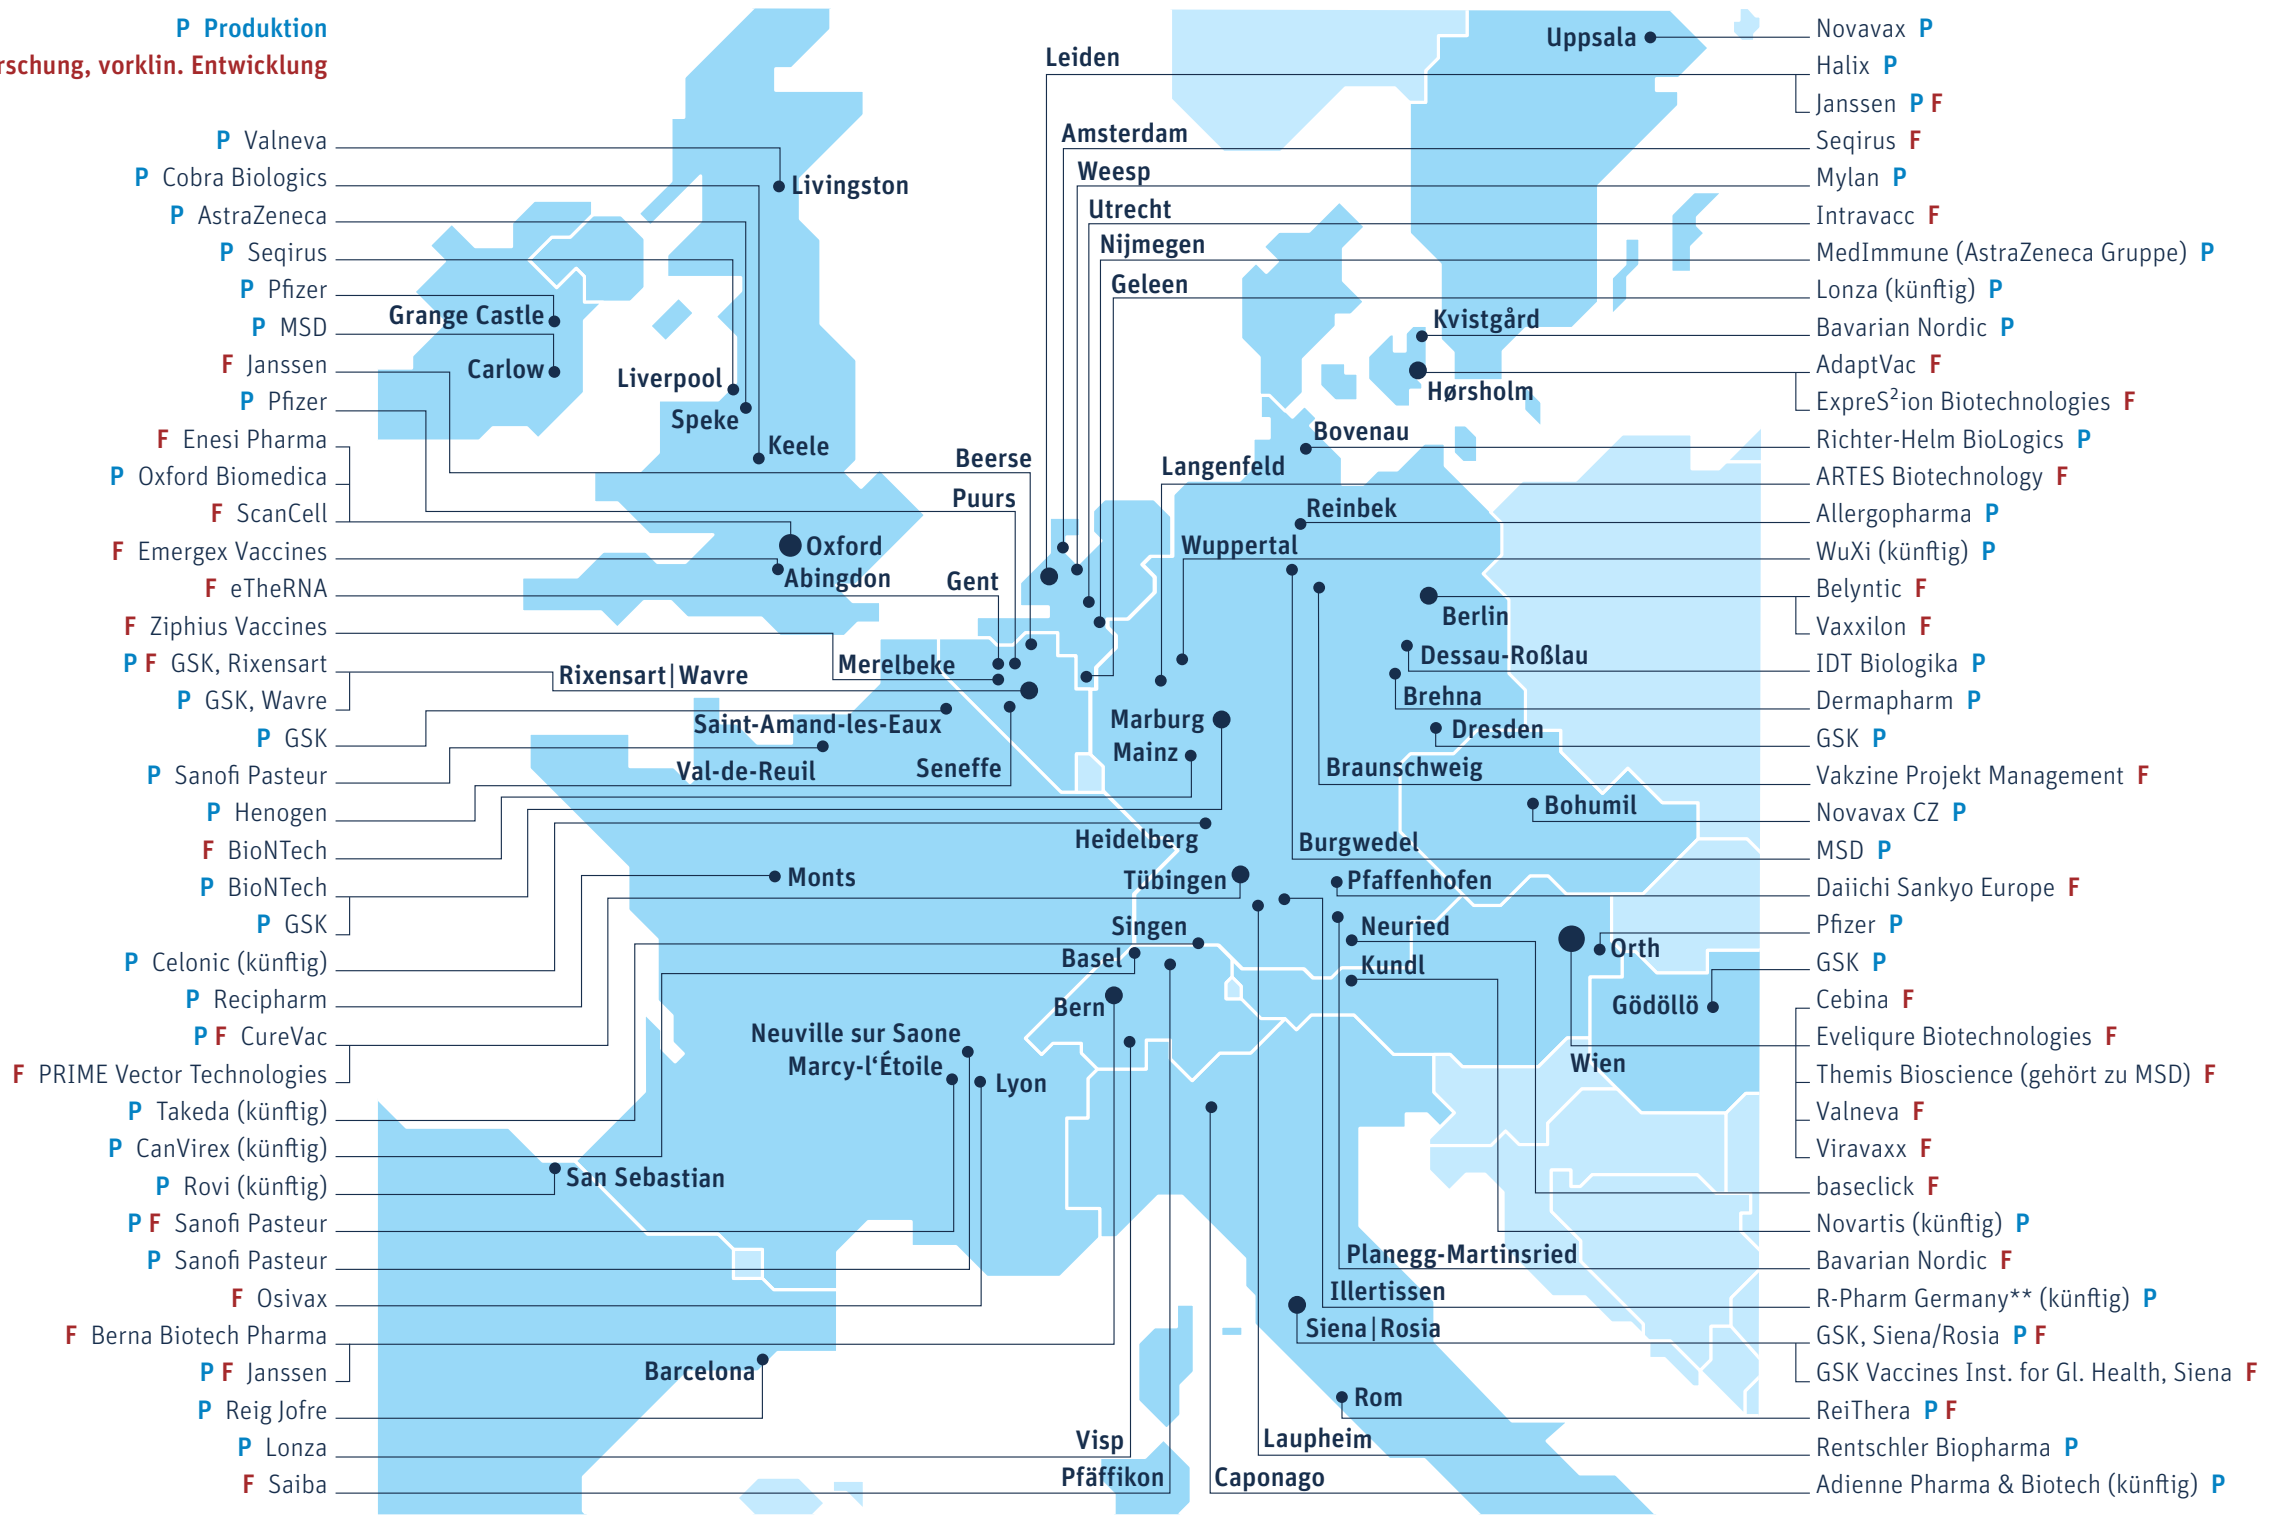 P Produktion
rschung, vorklin. Entwicklung
P Valneva
P Cobra Biologics
P AstraZeneca
P Seqirus
P Pfizer
P MSD
F Janssen
P Pfizer
F Enesi Pharma
P Oxford Biomedica
F ScanCell
F Emergex Vaccines
F eTheRNA
F Ziphius Vaccines
P F GSK, Rixensart
P GSK, Wavre
P GSK
P Sanofi Pasteur
P Henogen
F BioNTech
P BioNTech
P GSK
P Celonic (künftig)
P Recipharm
P F CureVac
F PRIME Vector Technologies
P Takeda (künftig)
P CanVirex (künftig)
P Rovi (künftig)
P F Sanofi Pasteur
P Sanofi Pasteur
F Osivax
F Berna Biotech Pharma
P F Janssen
P Reig Jofre
P Lonza
F Saiba
Livingston
Grange Castle
Carlow
Liverpool
Speke
Keele
Beerse
Puurs
Oxford
Abingdon
Gent
Merelbeke
Rixensart|Wavre
Saint-Amand-les-Eaux
Val-de-Reuil
Seneffe
Marburg
Mainz
Heidelberg
Monts
Tübingen
Singen
Basel
Bern
Neuville sur Saone
Marcy-l‘Étoile
Lyon
San Sebastian
Barcelona
Visp
Pfäffikon
Uppsala
Leiden
Amsterdam
Weesp
Utrecht
Nijmegen
Geleen
Kvistgård
Hørsholm
Bovenau
Langenfeld
Reinbek
Wuppertal
Berlin
Dessau-Roßlau
Brehna
Dresden
Braunschweig
Bohumil
Burgwedel
Pfaffenhofen
Neuried
Orth
Kundl
Gödöllö
Wien
Planegg-Martinsried
Illertissen
Siena|Rosia
Rom
Laupheim
Caponago
Novavax P
Halix P
Janssen P F
Seqirus F
Mylan P
Intravacc F
MedImmune (AstraZeneca Gruppe) P
Lonza (künftig) P
Bavarian Nordic P
AdaptVac F
ExpreS²ion Biotechnologies F
Richter-Helm BioLogics P
ARTES Biotechnology F
Allergopharma P
WuXi (künftig) P
Belyntic F
Vaxxilon F
IDT Biologika P
Dermapharm P
GSK P
Vakzine Projekt Management F
Novavax CZ P
MSD P
Daiichi Sankyo Europe F
Pfizer P
GSK P
Cebina F
Eveliqure Biotechnologies F
Themis Bioscience (gehört zu MSD) F
Valneva F
Viravaxx F
baseclick F
Novartis (künftig) P
Bavarian Nordic F
R-Pharm Germany** (künftig) P
GSK, Siena/Rosia P F
GSK Vaccines Inst. for Gl. Health, Siena F
ReiThera P F
Rentschler Biopharma P
Adienne Pharma & Biotech (künftig) P